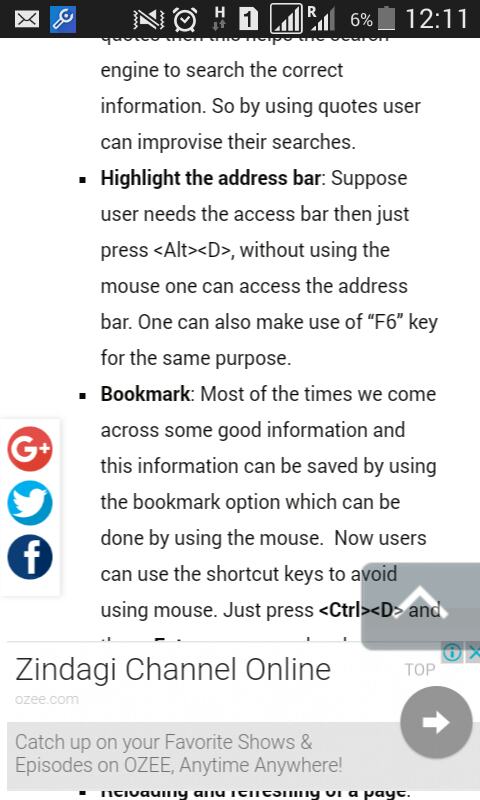 H R 1 6% 12:11
quotes then this helps the search
engine to search the correct
information. So by using quotes user
can improvise their searches.
▪ Highlight the address bar: Suppose
user needs the access bar then just
press <Alt><D>, without using the
mouse one can access the address
bar. One can also make use of “F6” key
for the same purpose.
▪ Bookmark: Most of the times we come
across some good information and
this information can be saved by using
the bookmark option which can be
done by using the mouse.  Now users
can use the shortcut keys to avoid
using mouse. Just press <Ctrl><D> and
G+
f
Zindagi Channel Online
ozee.com
TOP
Catch up on your Favorite Shows &
Episodes on OZEE, Anytime Anywhere!
▪ Reloading and refreshing of a page: